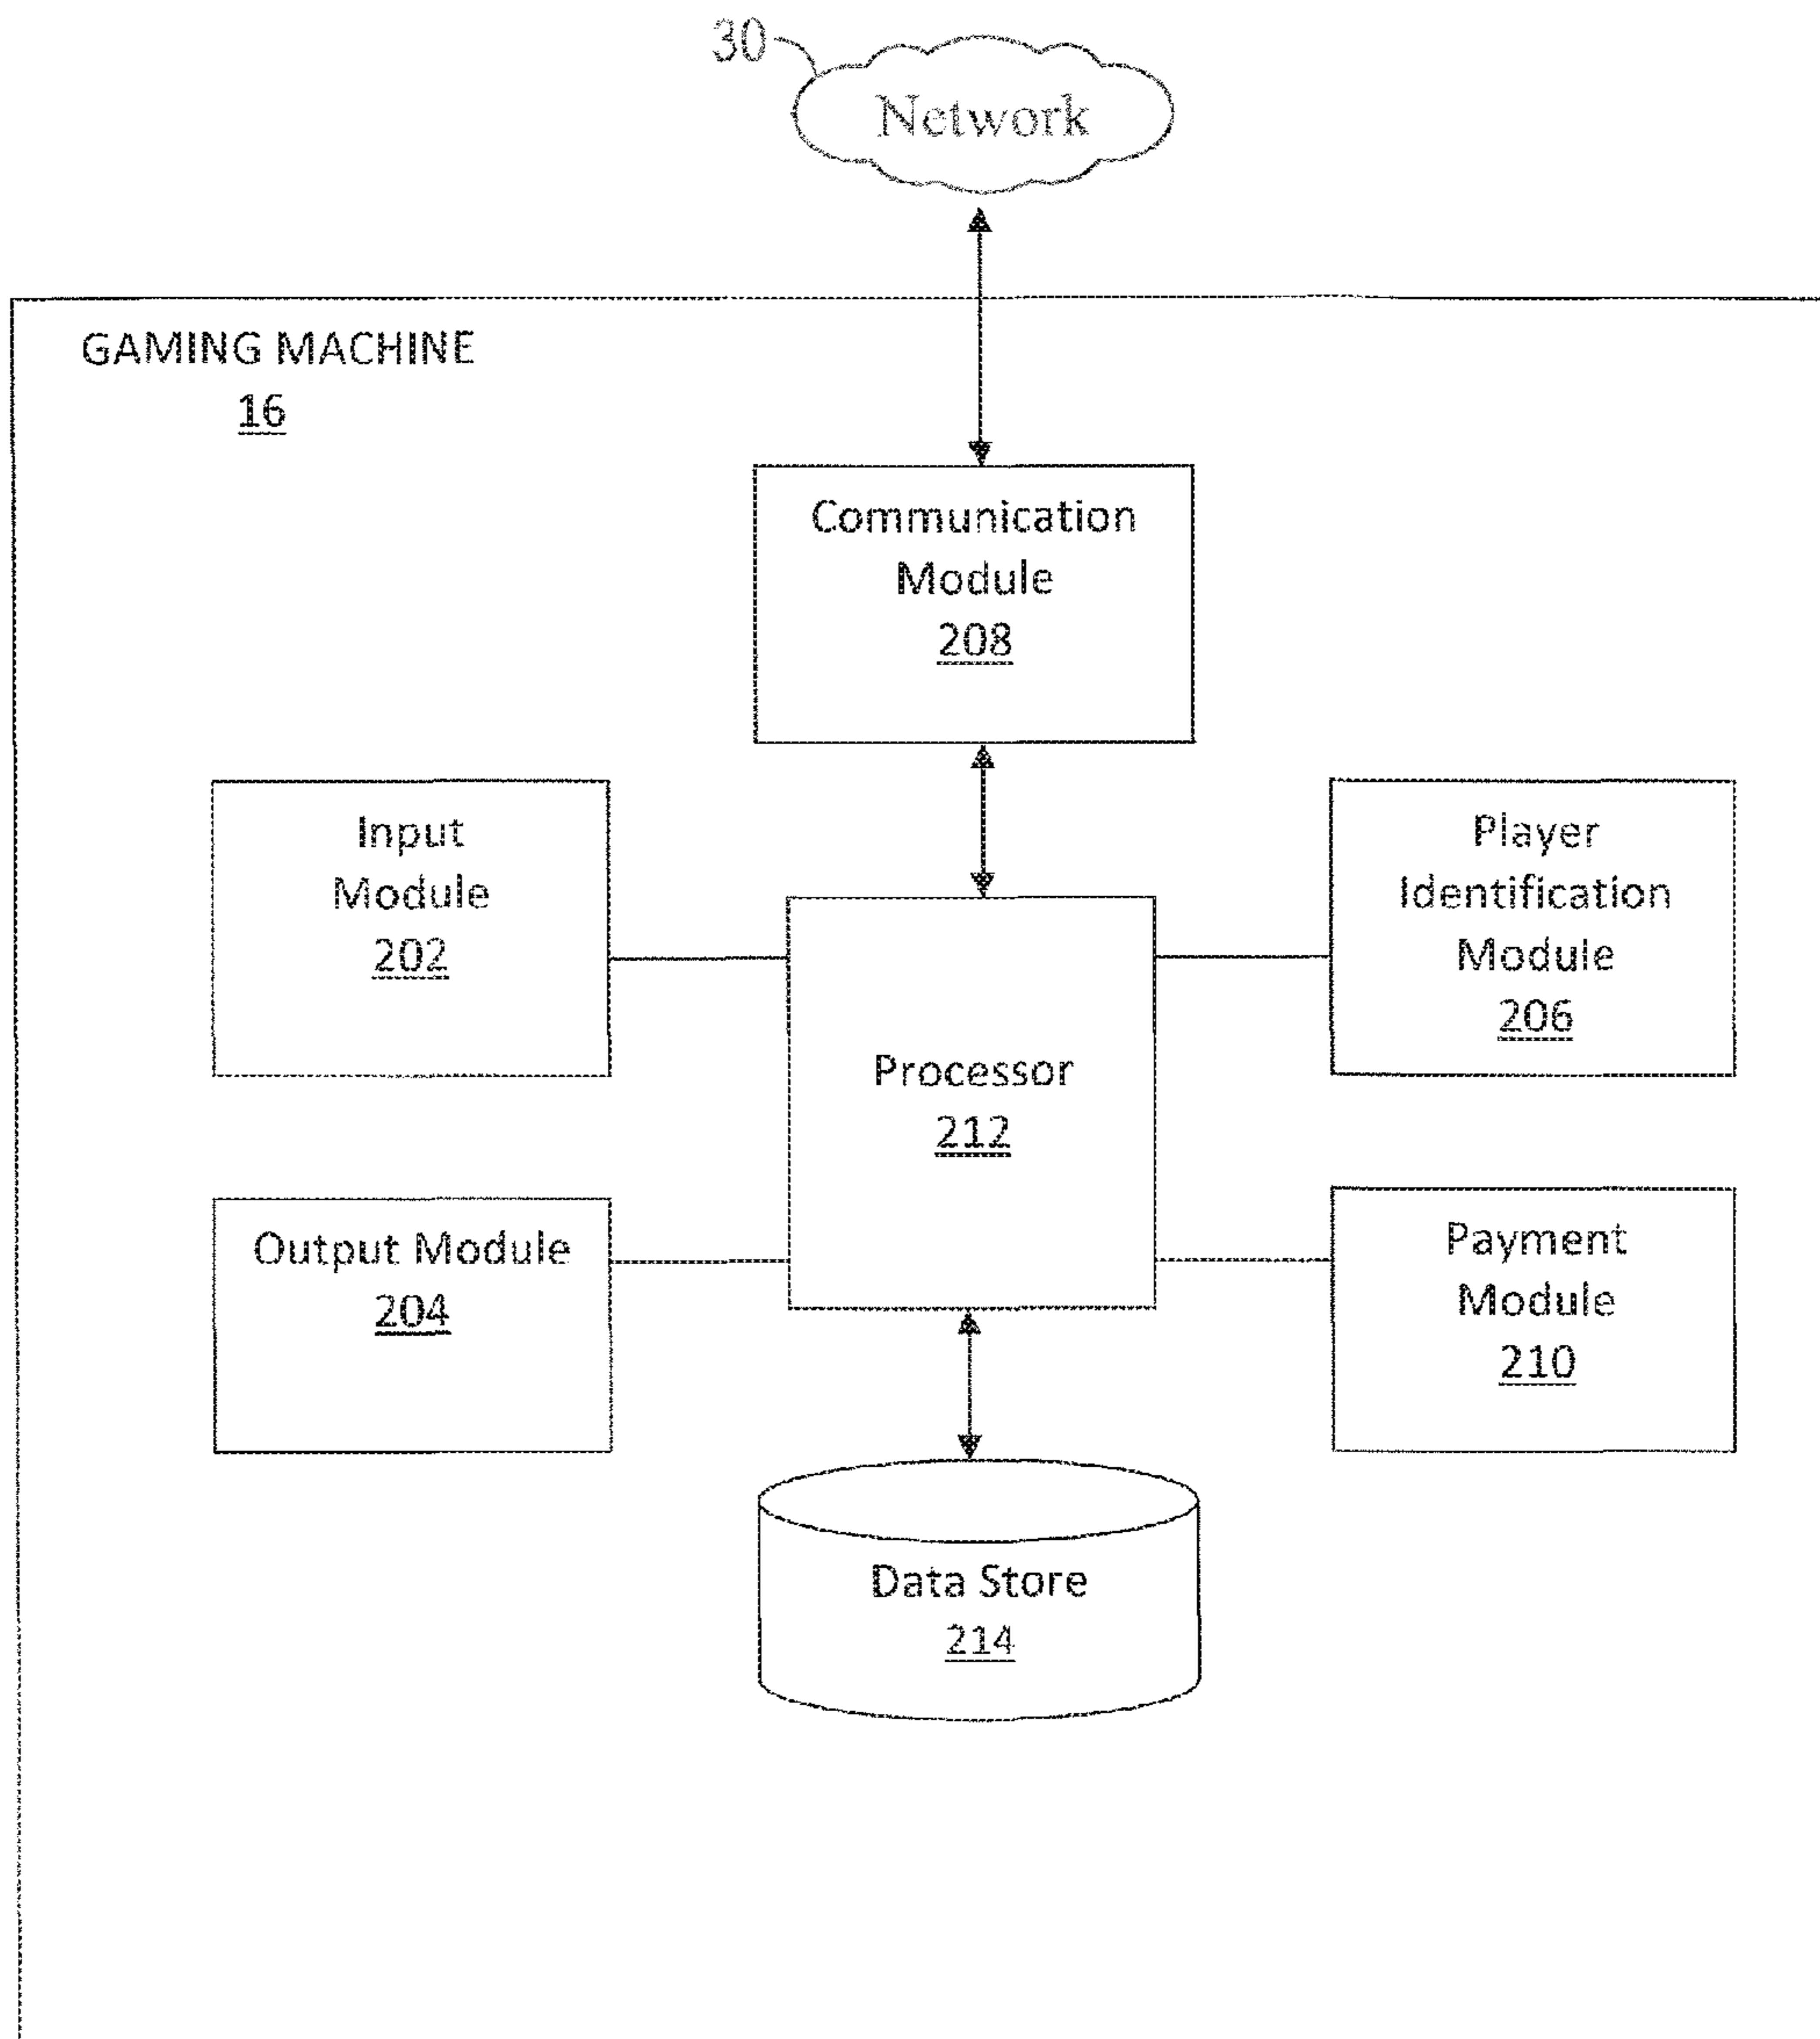 30
Network
GAMING MACHINE
16
Communication
Module
208
Input
Module
202
Player
Identification
Module
206
Processor
212
Output Module
204
Payment
Module
210
Data Store
214